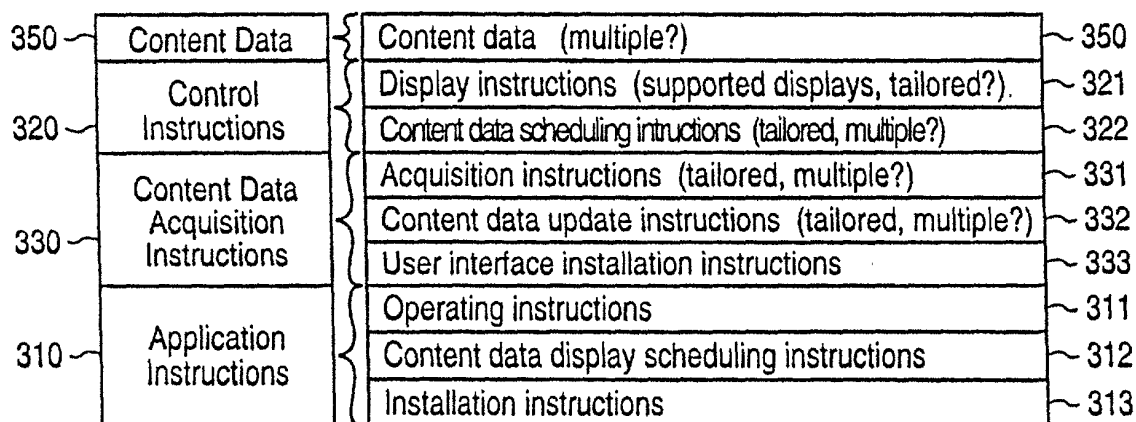 350 Content Data Content data (multiple?) 350
320 Control Instructions Display instructions (supported displays, tailored?). 321
Content data scheduling intructions (tailored, multiple?) 322
330 Content Data Acquisition Instructions Acquisition instructions (tailored, multiple?) 331
Content data update instructions (tailored, multiple?) 332
User interface installation instructions 333
310 Application Instructions Operating instructions 311
Content data display scheduling instructions 312
Installation instructions 313